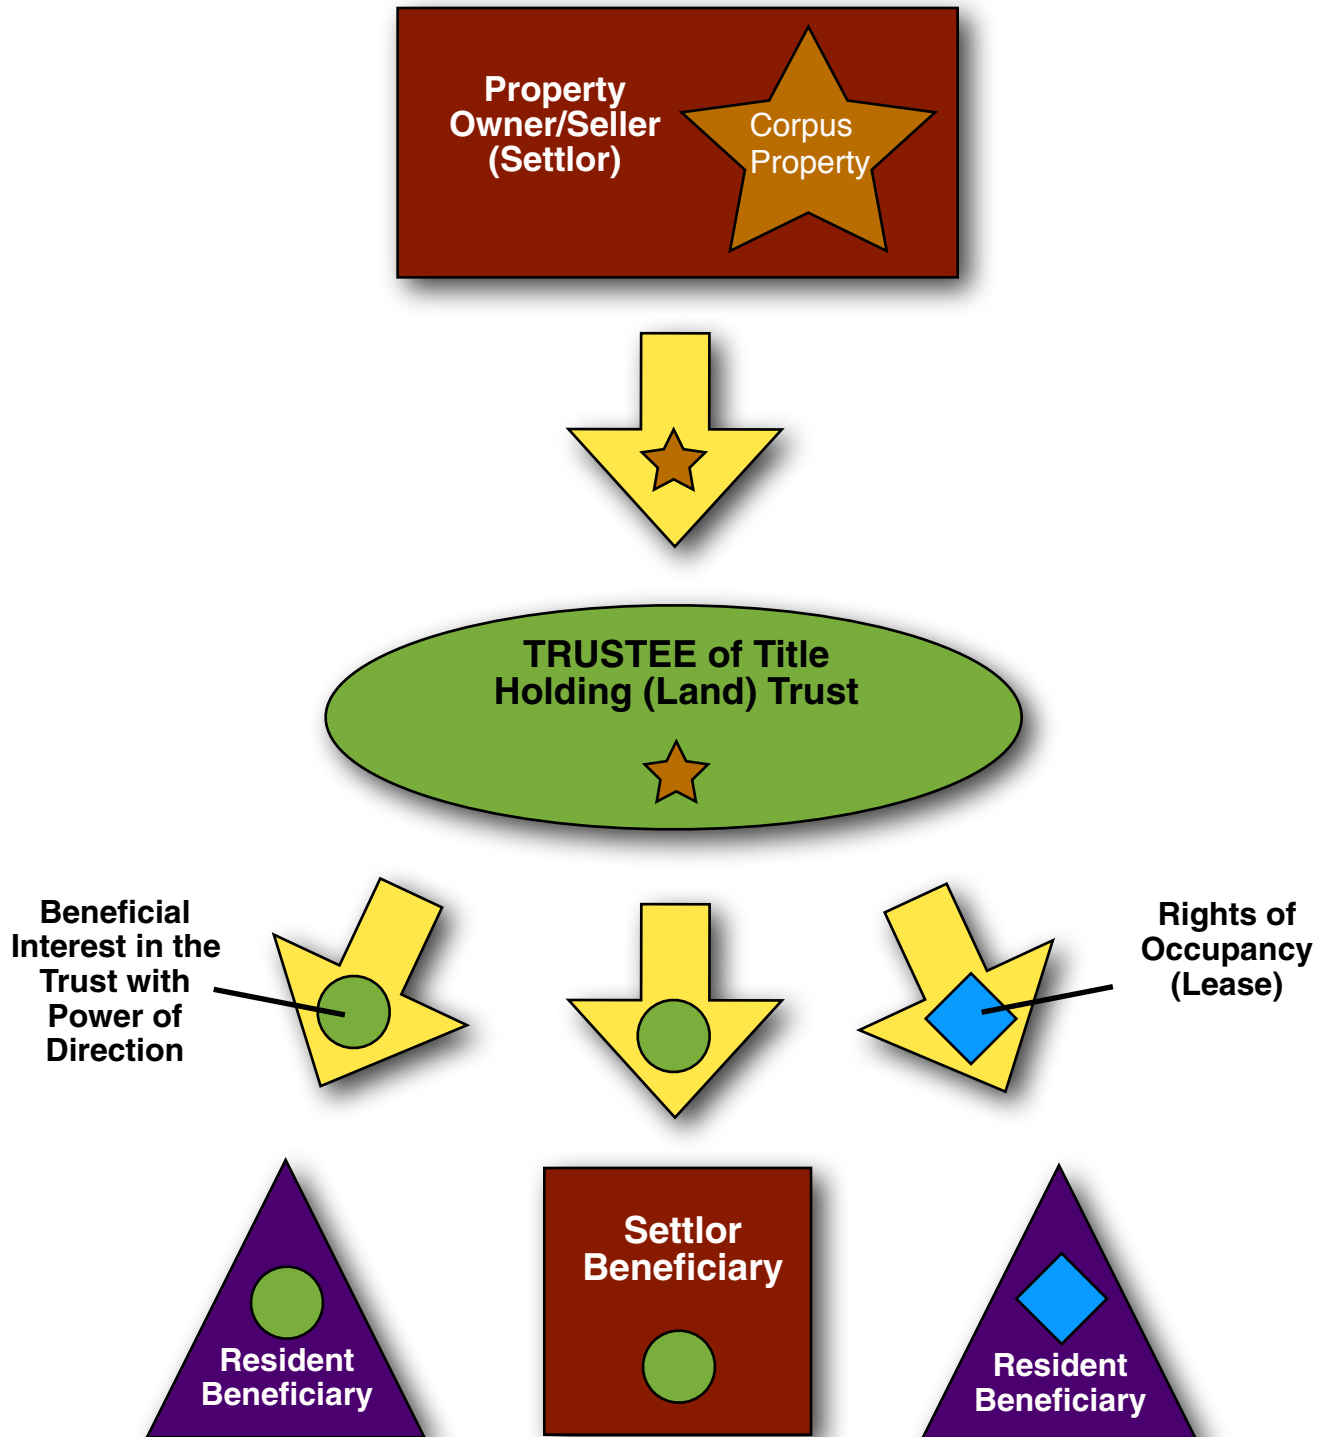 Property
Owner/Seller
(Settlor)
Corpus
Property
TRUSTEE of Title
Holding (Land) Trust
Beneficial
Interest in the
Trust with
Power of
Direction
Rights of
Occupancy
(Lease)
Resident
Beneficiary
Settlor
Beneficiary
Resident
Beneficiary